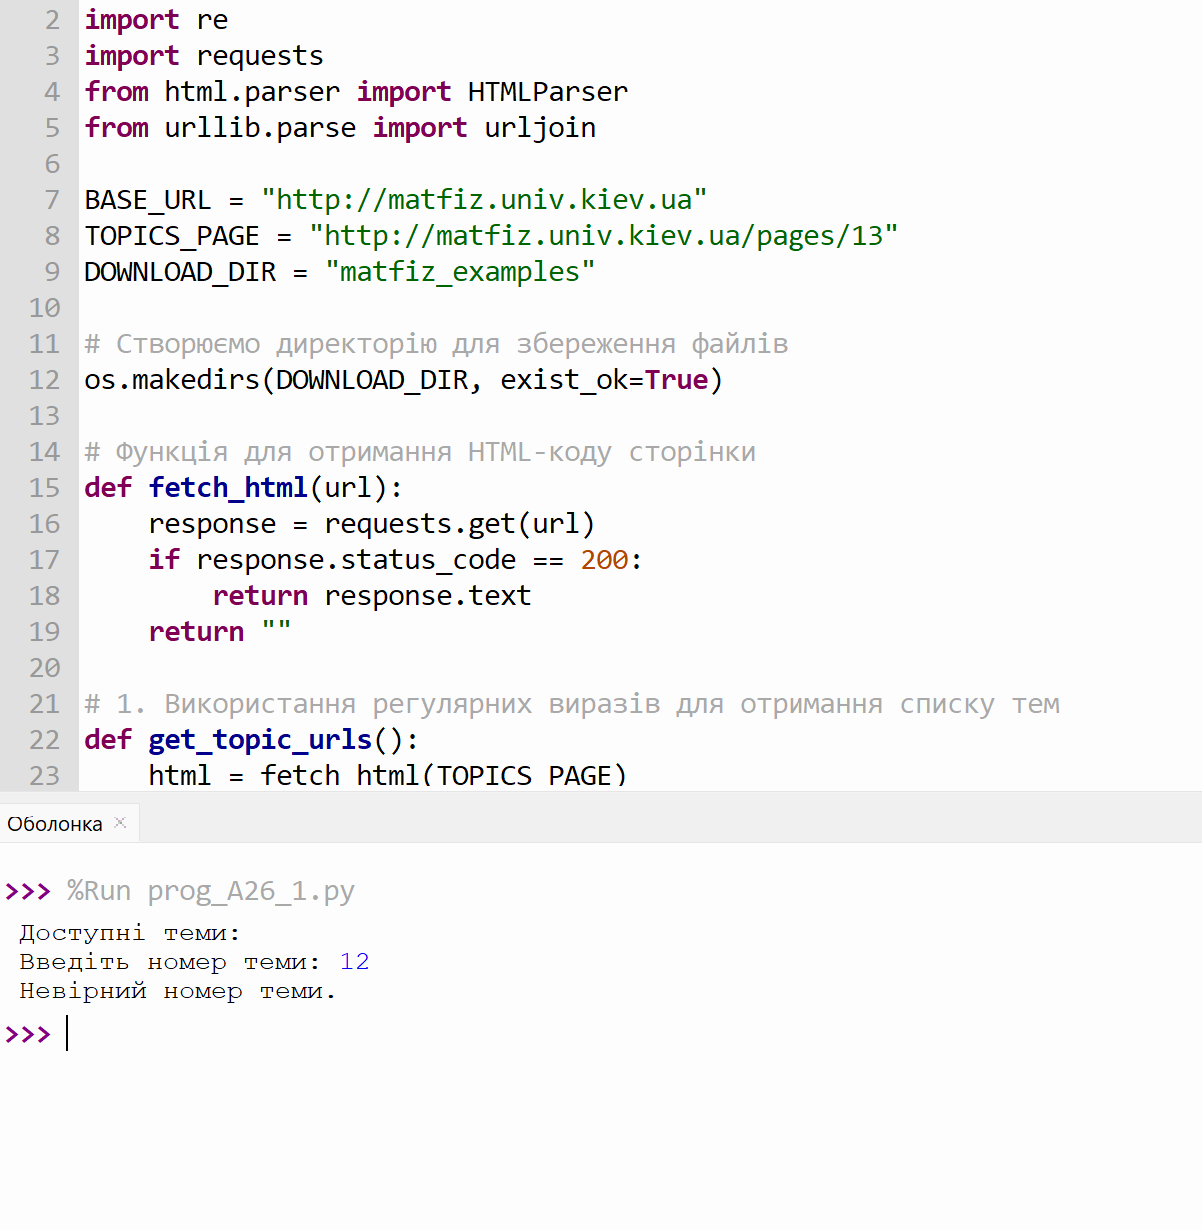 2 import re
3 import requests
4 from html.parser import HTMLParser
5 from urllib.parse import urljoin
6
7 BASE_URL = "http://matfiz.univ.kiev.ua"
8 TOPICS_PAGE = "http://matfiz.univ.kiev.ua/pages/13"
9 DOWNLOAD_DIR = "matfiz_examples"
10
11 # Створюємо директорію для збереження файлів
12 os.makedirs(DOWNLOAD_DIR, exist_ok=True)
13
14 # Функція для отримання HTML-коду сторінки
15 def fetch_html(url):
16     response = requests.get(url)
17     if response.status_code == 200:
18         return response.text
19     return ""
20
21 # 1. Використання регулярних виразів для отримання списку тем
22 def get_topic_urls():
23     html = fetch_html(TOPICS_PAGE)
Оболонка ×
>>> %Run prog_A26_1.py
Доступні теми:
Введіть номер теми: 12
Невірний номер теми.
>>>